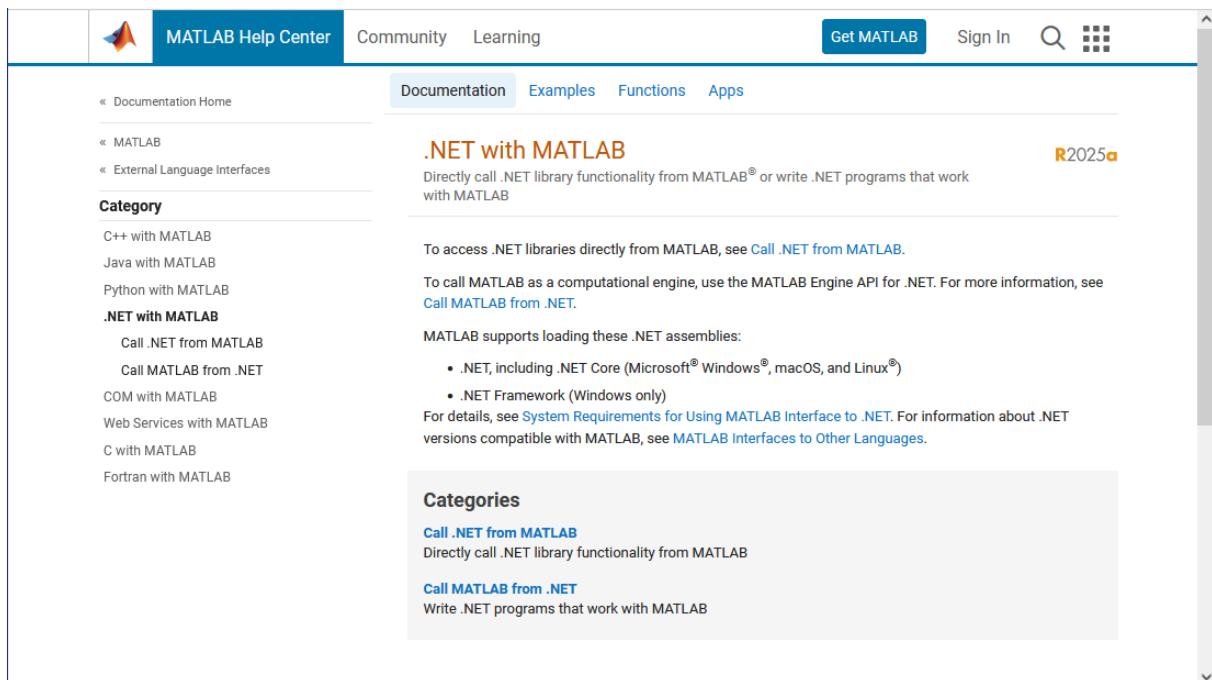 MATLAB Help Center Community Learning Get MATLAB Sign In
« Documentation Home
« MATLAB
« External Language Interfaces
Category
C++ with MATLAB
Java with MATLAB
Python with MATLAB
.NET with MATLAB
Call .NET from MATLAB
Call MATLAB from .NET
COM with MATLAB
Web Services with MATLAB
C with MATLAB
Fortran with MATLAB
Documentation Examples Functions Apps
.NET with MATLAB
R2025a
Directly call .NET library functionality from MATLAB® or write .NET programs that work
with MATLAB
To access .NET libraries directly from MATLAB, see Call .NET from MATLAB.
To call MATLAB as a computational engine, use the MATLAB Engine API for .NET. For more information, see
Call MATLAB from .NET.
MATLAB supports loading these .NET assemblies:
• .NET, including .NET Core (Microsoft® Windows®, macOS, and Linux®)
• .NET Framework (Windows only)
For details, see System Requirements for Using MATLAB Interface to .NET. For information about .NET
versions compatible with MATLAB, see MATLAB Interfaces to Other Languages.
Categories
Call .NET from MATLAB
Directly call .NET library functionality from MATLAB
Call MATLAB from .NET
Write .NET programs that work with MATLAB